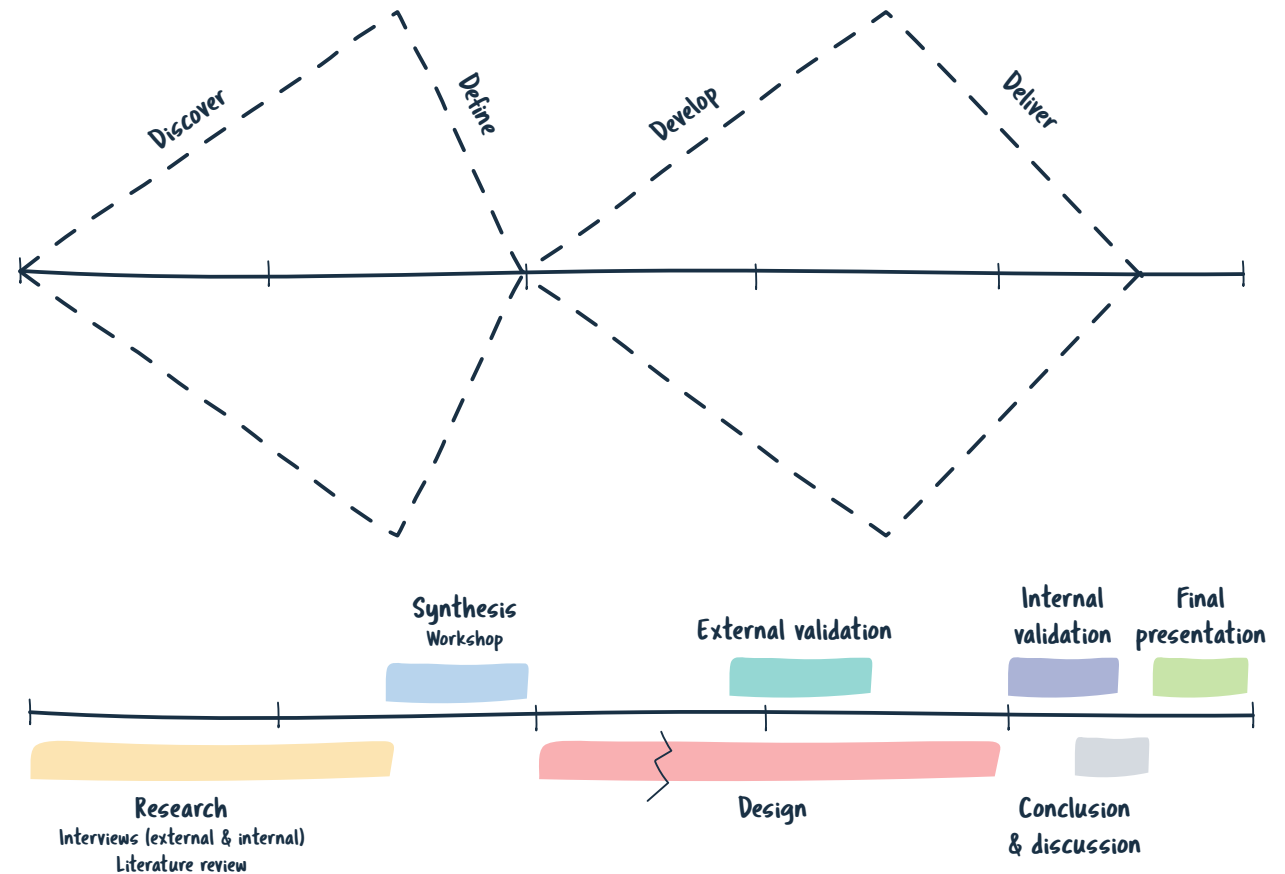 Discover
Define
Develop
Deliver
Synthesis
Workshop
External validation
Internal
validation
Final
presentation
Research
Interviews (external & internal)
Literature review
Design
Conclusion
& discussion